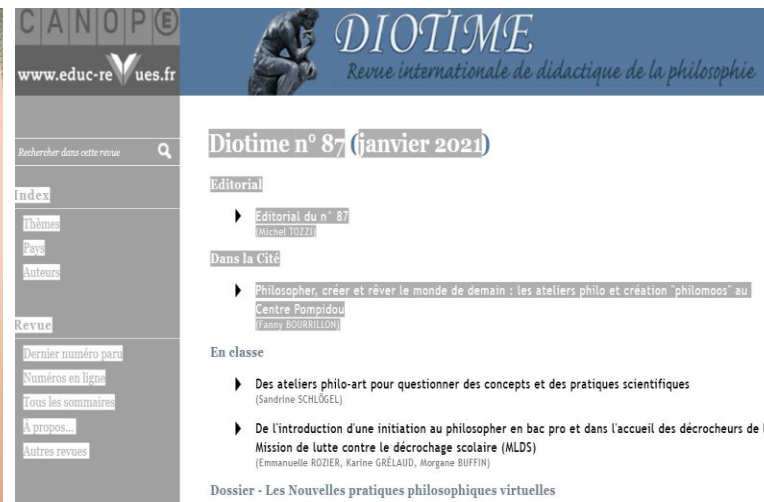 CANOPÉ
www.educ-revues.fr
DIOTIME
Revue internationale de didactique de la philosophie
Rechercher dans cette revue
Index
Thèmes
Pays
Auteurs
Revue
Dernier numéro paru
Numéros en ligne
Tous les sommaires
À propos...
Autres revues
Diotime n° 87 (janvier 2021)
Editorial
Editorial du n° 87
(Michel TOZZI)
Dans la Cité
Philosopher, créer et rêver le monde de demain : les ateliers philo et création "philomoos" au
Centre Pompidou
(Fanny BOURRILLON)
En classe
Des ateliers philo-art pour questionner des concepts et des pratiques scientifiques
(Sandrine SCHLÖGEL)
De l'introduction d'une initiation au philosopher en bac pro et dans l'accueil des décrocheurs de
Mission de lutte contre le décrochage scolaire (MLDS)
(Emmanuelle ROZIER, Karine GRÉLAUD, Morgane BUFFIN)
Dossier - Les Nouvelles pratiques philosophiques virtuelles